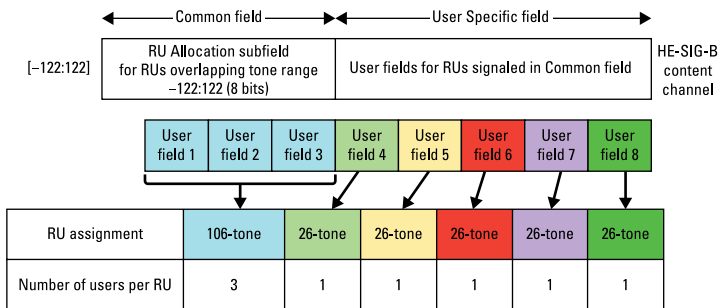 Common field
User Specific field
[–122:122]
RU Allocation subfield
for RUs overlapping tone range
–122:122 (8 bits)
User fields for RUs signaled in Common field
HE-SIG-B
content
channel
User
field 1
User
field 2
User
field 3
User
field 4
User
field 5
User
field 6
User
field 7
User
field 8
RU assignment
106-tone
26-tone
26-tone
26-tone
26-tone
26-tone
Number of users per RU
3
1
1
1
1
1